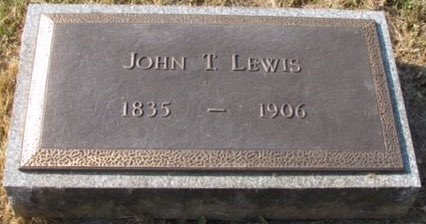 John T. Lewis
1835 – 1906